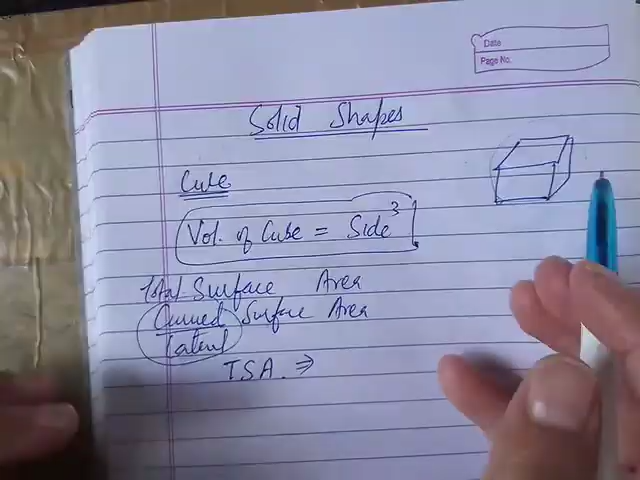 Date
Page No.
Solid Shapes
Cube
Vol. of Cube = Side³
Total Surface Area
Curved Surface Area
Lateral
T.S.A. ⇒